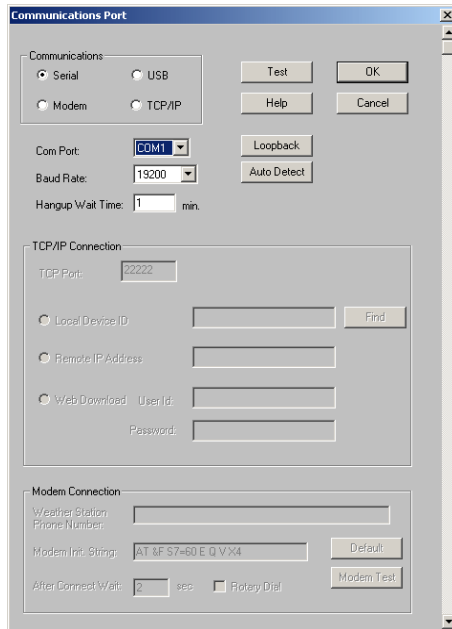 Communications Port
Communications
Serial USB
Modem TCP/IP
Test OK
Help Cancel
Com Port: COM1
Loopback
Baud Rate: 19200
Auto Detect
Hangup Wait Time: 1 min.
TCP/IP Connection
TCP Port: 22222
Local Device ID Find
Remote IP Address
Web Download User Id:
Password:
Modem Connection
Weather Station
Phone Number:
Modem Init. String: AT &F S7=60 E Q V X4 Default
After Connect Wait: 2 sec Rotary Dial Modem Test